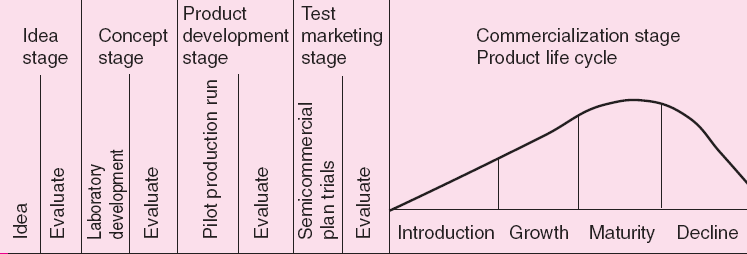 Idea
stage
Concept
stage
Product
development
stage
Test
marketing
stage
Commercialization stage
Product life cycle
Idea
Evaluate
Laboratory
development
Evaluate
Pilot production run
Evaluate
Semicommercial
plan trials
Evaluate
Introduction
Growth
Maturity
Decline